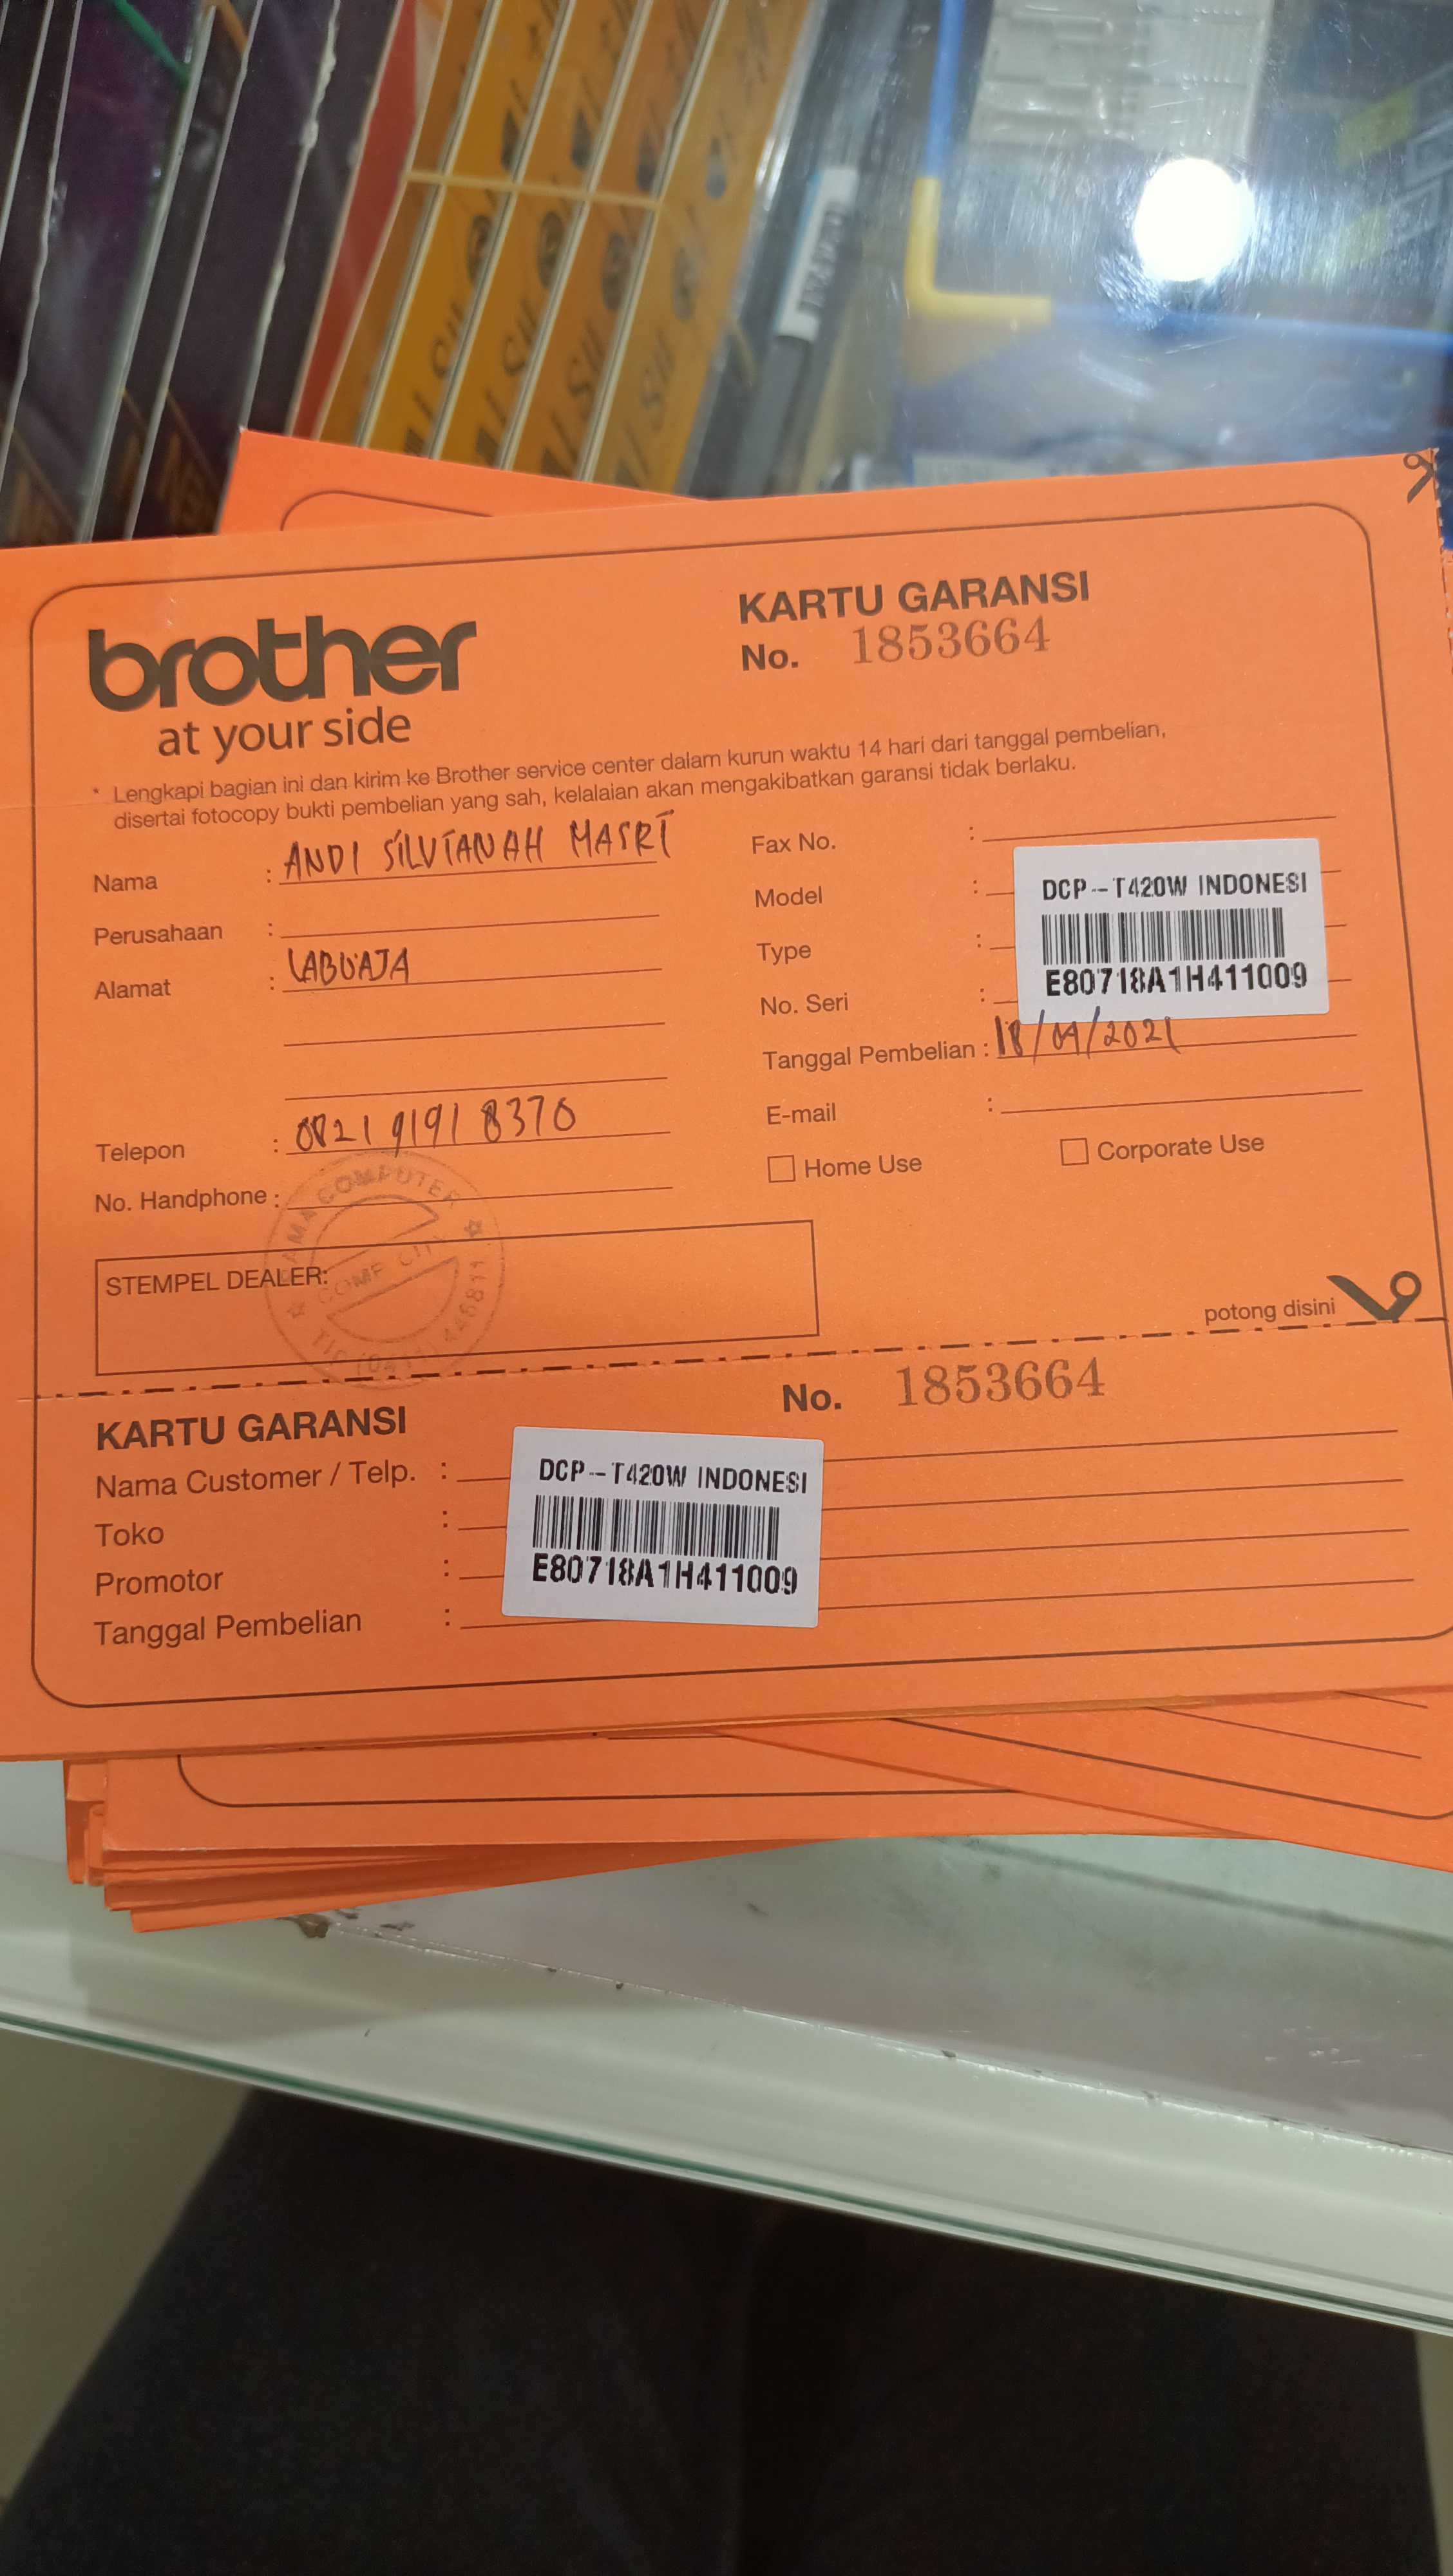 brother
at your side
KARTU GARANSI
No. 1853664
* Lengkapi bagian ini dan kirim ke Brother service center dalam kurun waktu 14 hari dari tanggal pembelian,
disertai fotocopy bukti pembelian yang sah, kelalaian akan mengakibatkan garansi tidak berlaku.
Nama : ANDI SILVIANAH MASRI
Perusahaan :
Alamat : LABUAJA
Telepon : 0821 9191 8370
No. Handphone :
Fax No. :
Model :
Type :
No. Seri :
DCP--T420W INDONESI
E80718A1H411009
Tanggal Pembelian : 18/09/2021
E-mail :
Home Use
Corporate Use
STEMPEL DEALER:
COMPUTER
COMP CITY
potong disini
KARTU GARANSI
No. 1853664
Nama Customer / Telp. :
Toko :
Promotor :
Tanggal Pembelian :
DCP--T420W INDONESI
E80718A1H411009